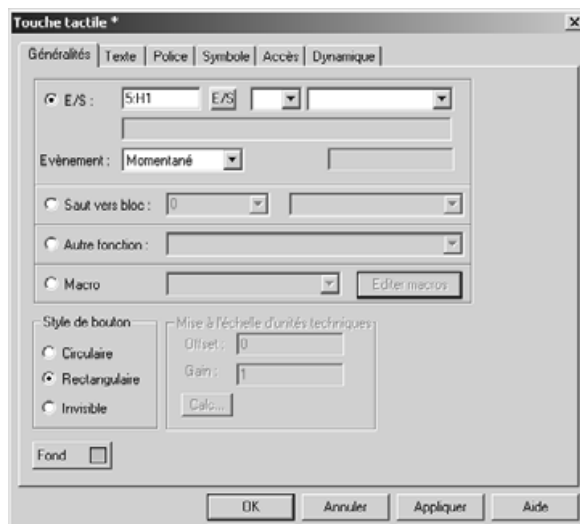 Touche tactile *
Généralités Texte Police Symbole Accès Dynamique
E/S : 5:H1 E/S
Evènement : Momentané
Saut vers bloc : 0
Autre fonction :
Macro Editer macros
Style de bouton Mise à l'échelle d'unités techniques
Circulaire Offset : 0
Rectangulaire Gain : 1
Invisible Calc...
Fond
OK Annuler Appliquer Aide